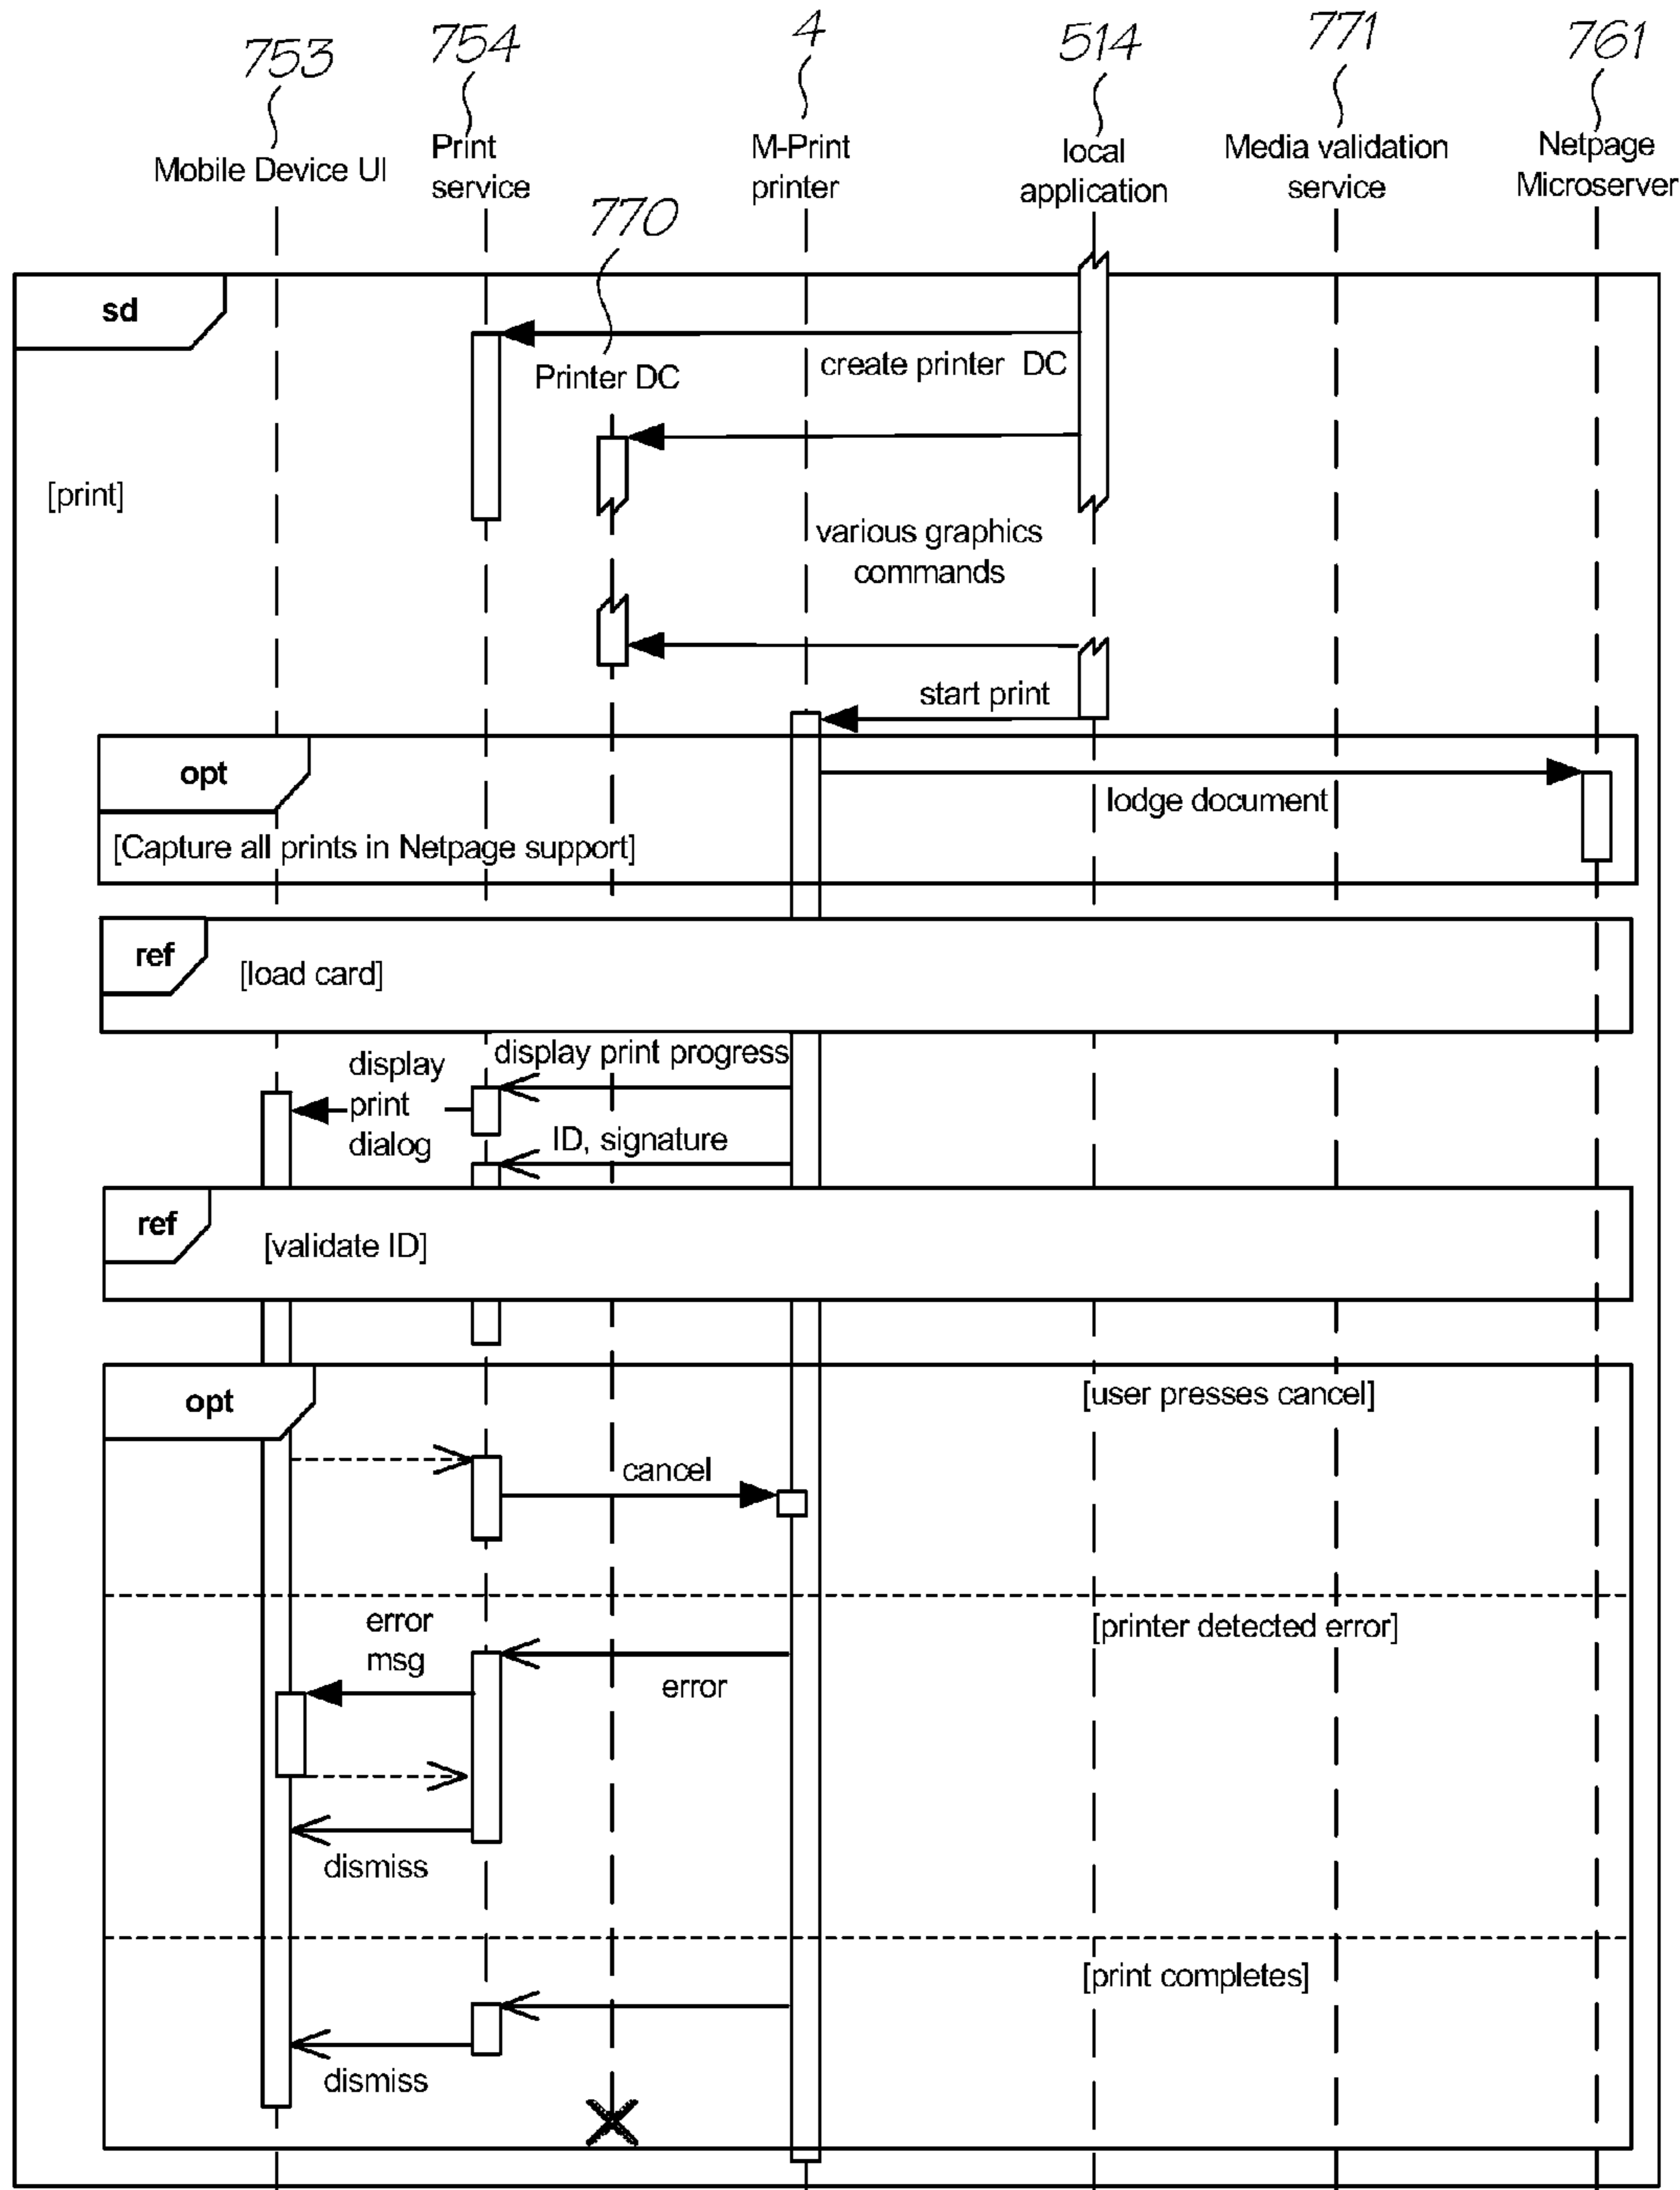 753
754
4
514
771
761
Mobile Device UI
Print
service
M-Print
printer
local
application
Media validation
service
Netpage
Microserver
770
sd
Printer DC
create printer DC
[print]
various graphics
commands
start print
opt
lodge document
[Capture all prints in Netpage support]
ref
[load card]
display print progress
display
print
dialog
ID, signature
ref
[validate ID]
opt
[user presses cancel]
cancel
error
msg
[printer detected error]
error
dismiss
[print completes]
dismiss